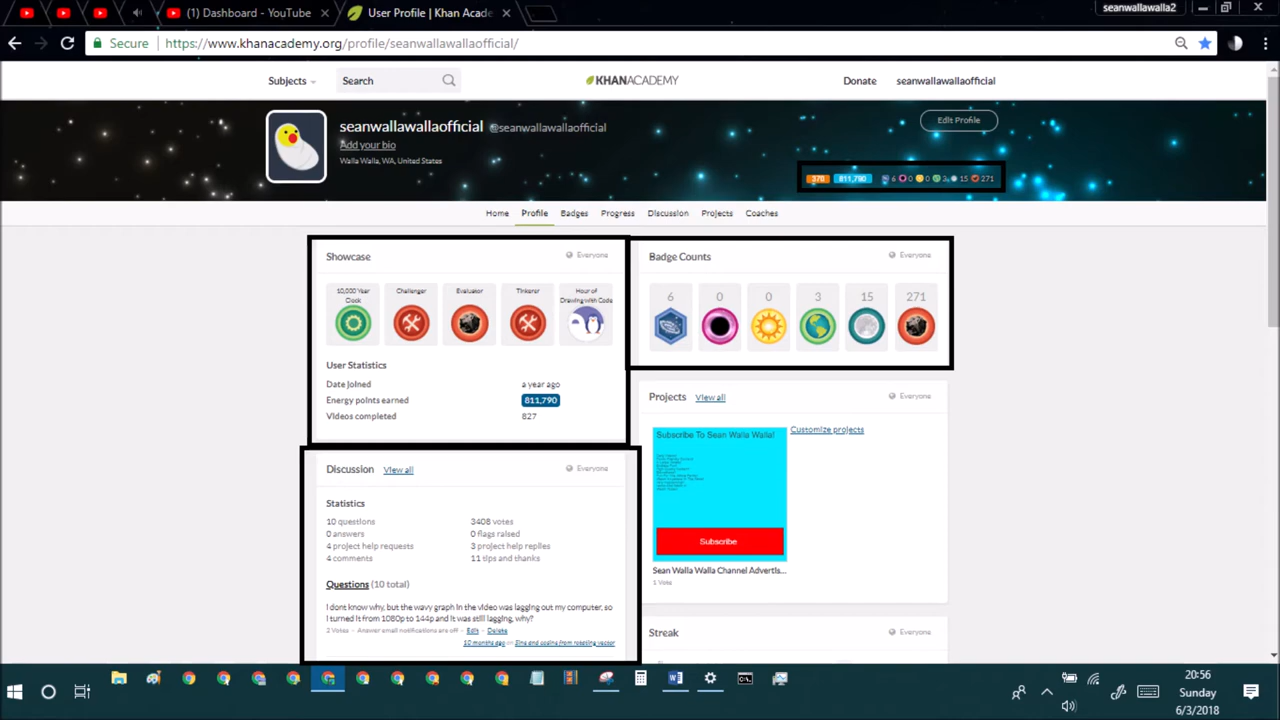 (1) Dashboard - YouTube
User Profile | Khan Acade
seanwallawalla2
Secure
https://www.khanacademy.org/profile/seanwallawallaofficial/
Subjects
Search
KHANACADEMY
Donate
seanwallawallaofficial
seanwallawallaofficial @seanwallawallaofficial
Edit Profile
Add your bio
Walla Walla, WA, United States
378 811,790 6 0 0 3 15 271
Home Profile Badges Progress Discussion Projects Coaches
Showcase
Everyone
10,000 Year Clock
Challenger
Evaluator
Tinkerer
Hour of Drawing with Code
User Statistics
Date Joined a year ago
Energy points earned 811,790
Videos completed 827
Badge Counts
Everyone
6 0 0 3 15 271
Projects View all
Everyone
Customize projects
Subscribe To Sean Walla Walla!
Subscribe
Sean Walla Walla Channel Advertis...
1 Vote
Discussion View all
Everyone
Statistics
10 questions 3408 votes
0 answers 0 flags raised
4 project help requests 3 project help replies
4 comments 11 tips and thanks
Questions (10 total)
I dont know why, but the wavy graph in the video was lagging out my computer, so
I turned it from 1080p to 144p and it was still lagging, why?
2 Votes · Answer email notifications are off · Edit · Delete
10 months ago on Sine and cosine from rotating vector
Streak
Everyone
20:56
Sunday
6/3/2018